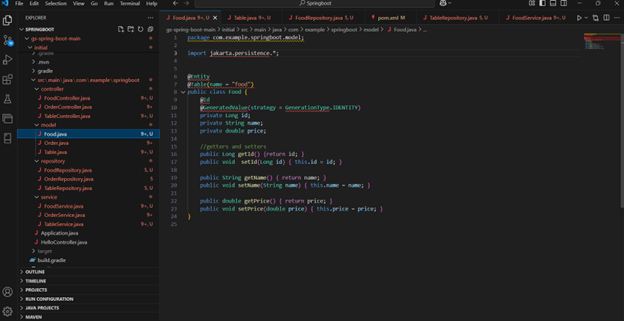 File Edit Selection View Go Run Terminal Help
Springboot
EXPLORER
SPRINGBOOT
gs-spring-boot-main
initial
.gradle
.mvn
gradle
src \ main \ java \ com \ example \ springboot
controller
FoodController.java 9+, U
OrderController.java 9+
TableController.java 9+, U
model
Food.java 9+, U
Order.java 9+
Table.java 9+, U
repository
FoodRepository.java 5, U
OrderRepository.java 5
TableRepository.java 5, U
service
FoodService.java 9+, U
OrderService.java 9+
TableService.java 9+, U
Application.java
HelloController.java
target
build.gradle
OUTLINE
TIMELINE
PROJECTS
RUN CONFIGURATION
JAVA PROJECTS
MAVEN
Food.java 9+, U Table.java 9+, U FoodRepository.java 5, U pom.xml M TableRepository.java 5, U FoodService.java 9+, U
gs-spring-boot-main > initial > src > main > java > com > example > springboot > model > Food.java > ...
1 package com.example.springboot.model;
2
3 import jakarta.persistence.*;
4
5
6 @Entity
7 @Table(name = "food")
8 public class Food {
9 @Id
10 @GeneratedValue(strategy = GenerationType.IDENTITY)
11 private Long id;
12 private String name;
13 private double price;
14
15 //getters and setters
16 public Long getId() {return id; }
17 public void setId(Long id) { this.id = id; }
18
19 public String getName() { return name; }
20 public void setName(String name) { this.name = name; }
21
22 public double getPrice() { return price; }
23 public void setPrice(double price) { this.price = price; }
24 }
25